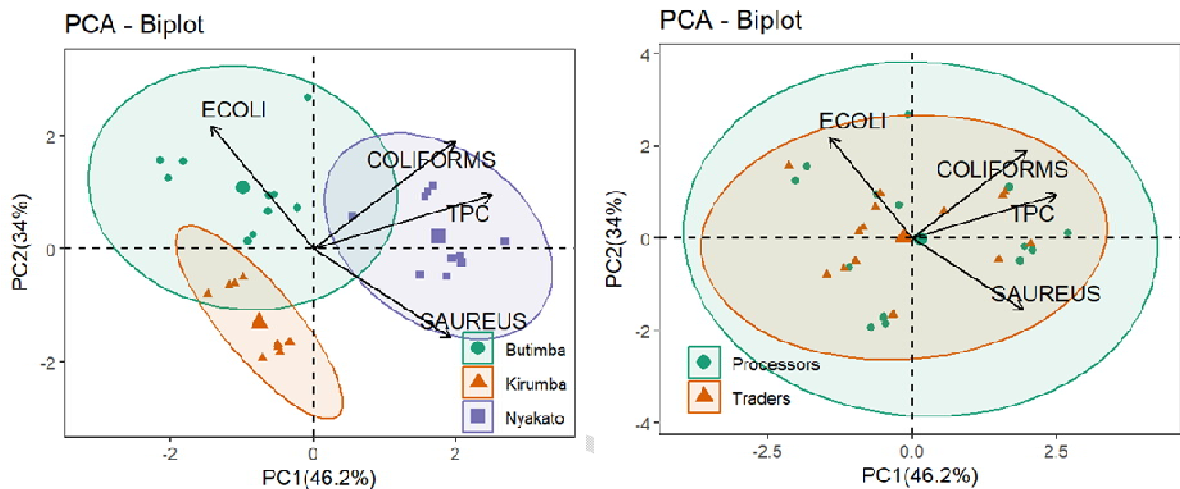 PCA - Biplot
ECOLI
COLIFORMS
TPC
SAUREUS
Butimba
Kirumba
Nyakato
2
0
-2
-2
0
2
PC1(46.2%)
PC2(34%)
PCA - Biplot
ECOLI
COLIFORMS
TPC
SAUREUS
Processors
Traders
4
2
0
-2
-4
-2.5
0.0
2.5
PC1(46.2%)
PC2(34%)